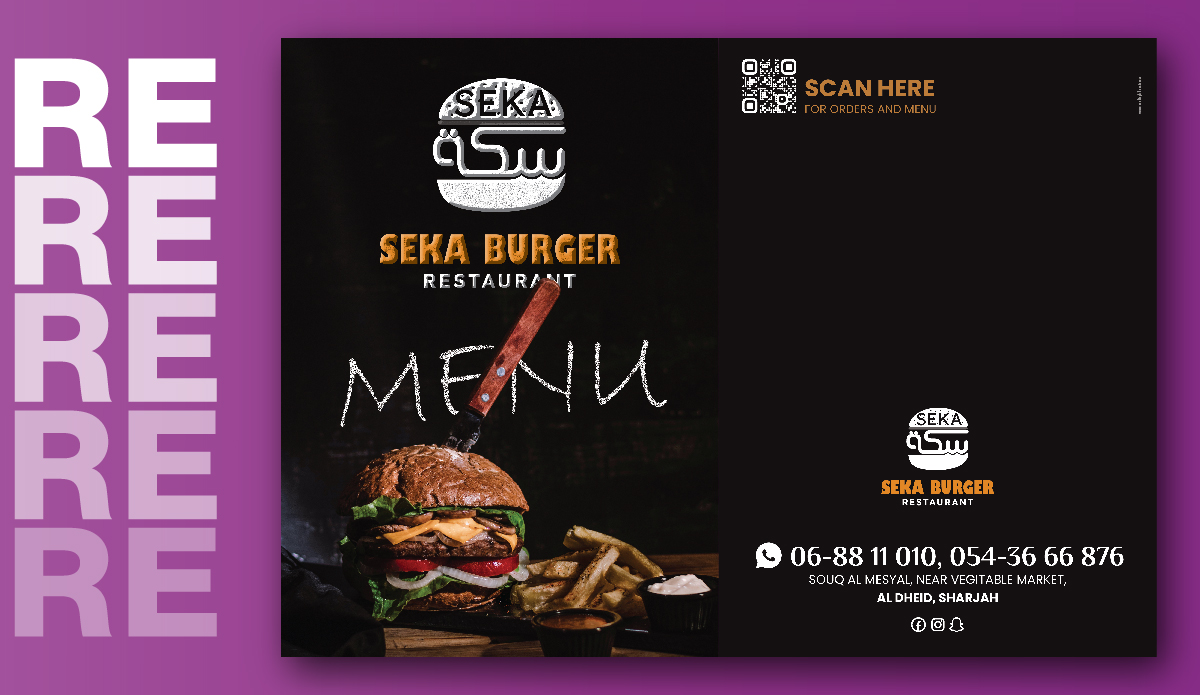 RE
RE
RE
RE
RE
SEKA
سكة
SEKA BURGER
RESTAURANT
MENU
SCAN HERE
FOR ORDERS AND MENU
SEKA
سكة
SEKA BURGER
RESTAURANT
06-88 11 010, 054-36 66 876
SOUQ AL MESYAL, NEAR VEGITABLE MARKET,
AL DHEID, SHARJAH